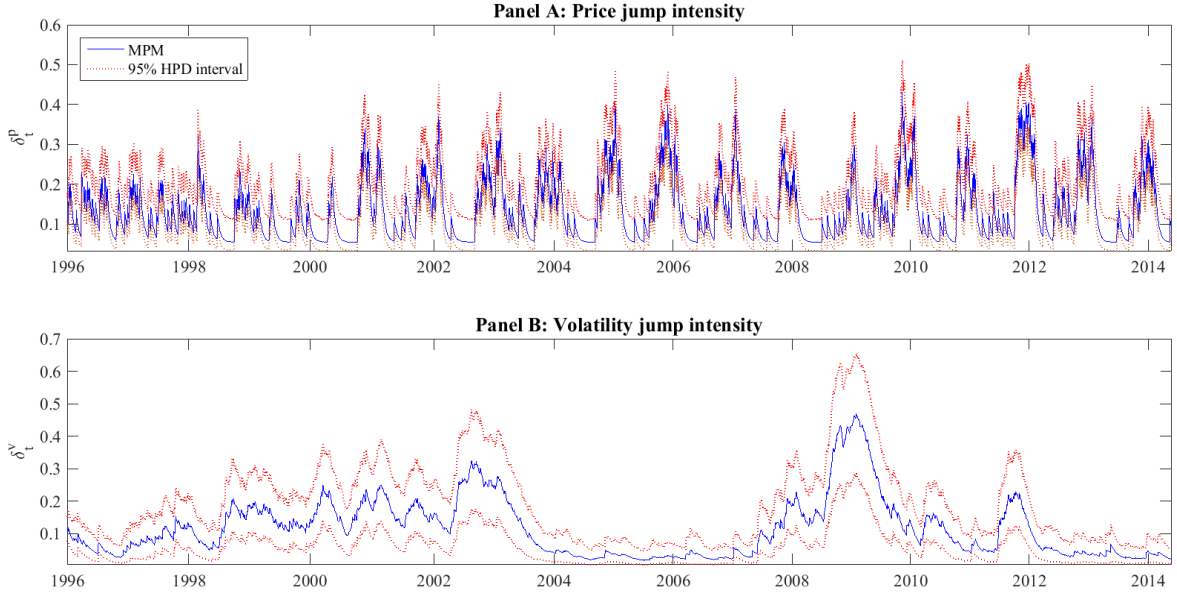 Panel A: Price jump intensity
0.6
0.5
0.4
0.3
0.2
0.1
δ_t^p
MPM
95% HPD interval
1996 1998 2000 2002 2004 2006 2008 2010 2012 2014
Panel B: Volatility jump intensity
0.7
0.6
0.5
0.4
0.3
0.2
0.1
δ_t^v
1996 1998 2000 2002 2004 2006 2008 2010 2012 2014